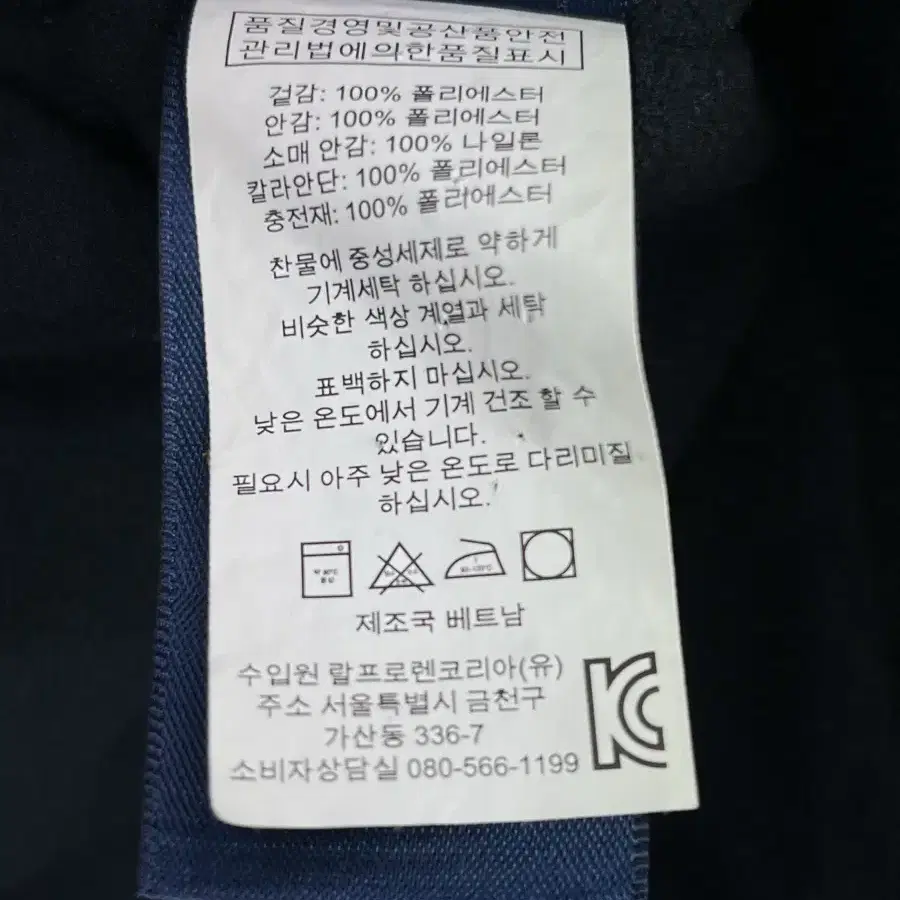 품질경영및공산품안전
관리법에의한품질표시
겉감: 100% 폴리에스터
안감: 100% 폴리에스터
소매 안감: 100% 나일론
칼라안단: 100% 폴리에스터
충전재: 100% 폴리에스터
찬물에 중성세제로 약하게
기계세탁 하십시오.
비슷한 색상 계열과 세탁
하십시오.
표백하지 마십시오.
낮은 온도에서 기계 건조 할 수
있습니다.
필요시 아주 낮은 온도로 다리미질
하십시오.
제조국 베트남
수입원 랄프로렌코리아(유)
주소 서울특별시 금천구
가산동 336-7
소비자상담실 080-566-1199